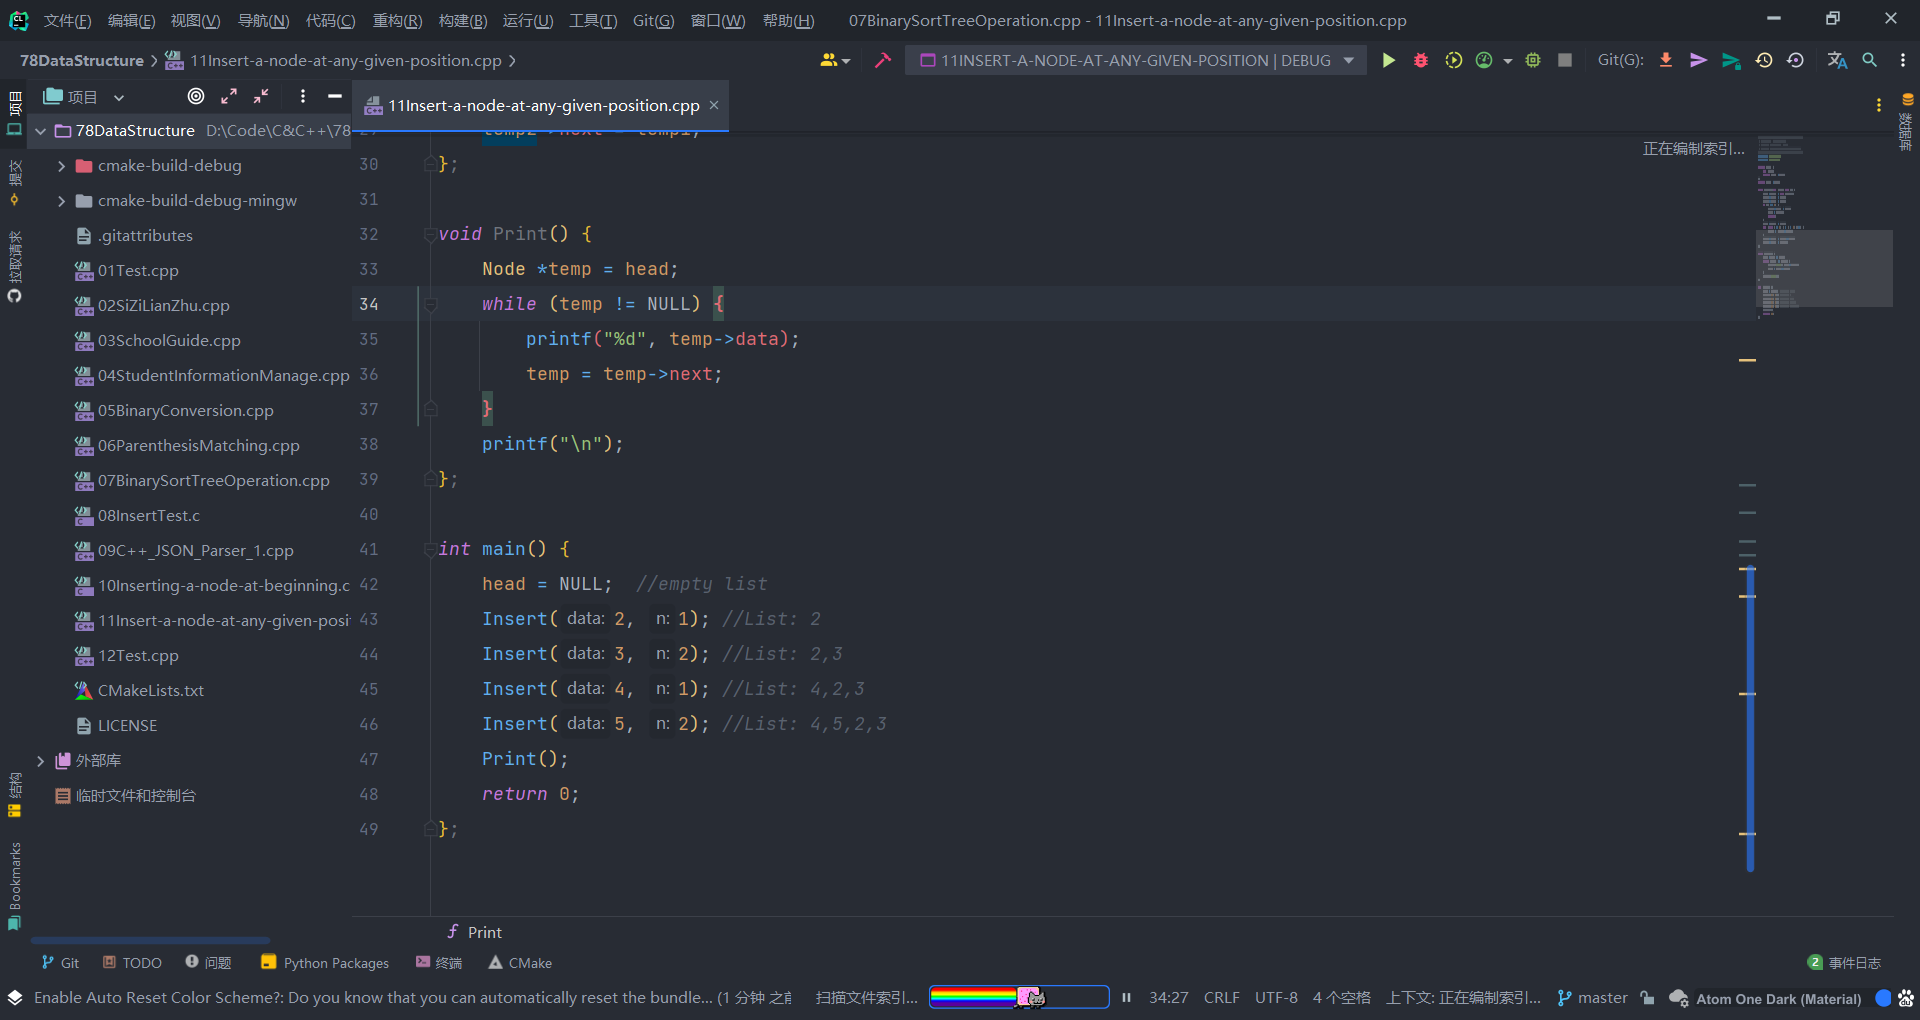 文件(F) 编辑(E) 视图(V) 导航(N) 代码(C) 重构(R) 构建(B) 运行(U) 工具(T) Git(G) 窗口(W) 帮助(H) 07BinarySortTreeOperation.cpp - 11Insert-a-node-at-any-given-position.cpp
78DataStructure 11Insert-a-node-at-any-given-position.cpp 11INSERT-A-NODE-AT-ANY-GIVEN-POSITION | DEBUG Git(G):
项目
11Insert-a-node-at-any-given-position.cpp
78DataStructure D:\Code\C&C++\78
cmake-build-debug
cmake-build-debug-mingw
.gitattributes
01Test.cpp
02SiZiLianZhu.cpp
03SchoolGuide.cpp
04StudentInformationManage.cpp
05BinaryConversion.cpp
06ParenthesisMatching.cpp
07BinarySortTreeOperation.cpp
08InsertTest.c
09C++_JSON_Parser_1.cpp
10Inserting-a-node-at-beginning.c
11Insert-a-node-at-any-given-posi
12Test.cpp
CMakeLists.txt
LICENSE
外部库
临时文件和控制台
项目
提交
拉取请求
结构
Bookmarks
正在编制索引...
30 };
31
32 void Print() {
33 Node *temp = head;
34 while (temp != NULL) {
35 printf("%d", temp->data);
36 temp = temp->next;
37 }
38 printf("\n");
39 };
40
41 int main() {
42 head = NULL; //empty list
43 Insert( data: 2, n: 1); //List: 2
44 Insert( data: 3, n: 2); //List: 2,3
45 Insert( data: 4, n: 1); //List: 4,2,3
46 Insert( data: 5, n: 2); //List: 4,5,2,3
47 Print();
48 return 0;
49 };
数据库
f Print
Git TODO 问题 Python Packages 终端 CMake 2 事件日志
Enable Auto Reset Color Scheme?: Do you know that you can automatically reset the bundle... (1 分钟 之前 扫描文件索引... 34:27 CRLF UTF-8 4 个空格 上下文: 正在编制索引... master Atom One Dark (Material)